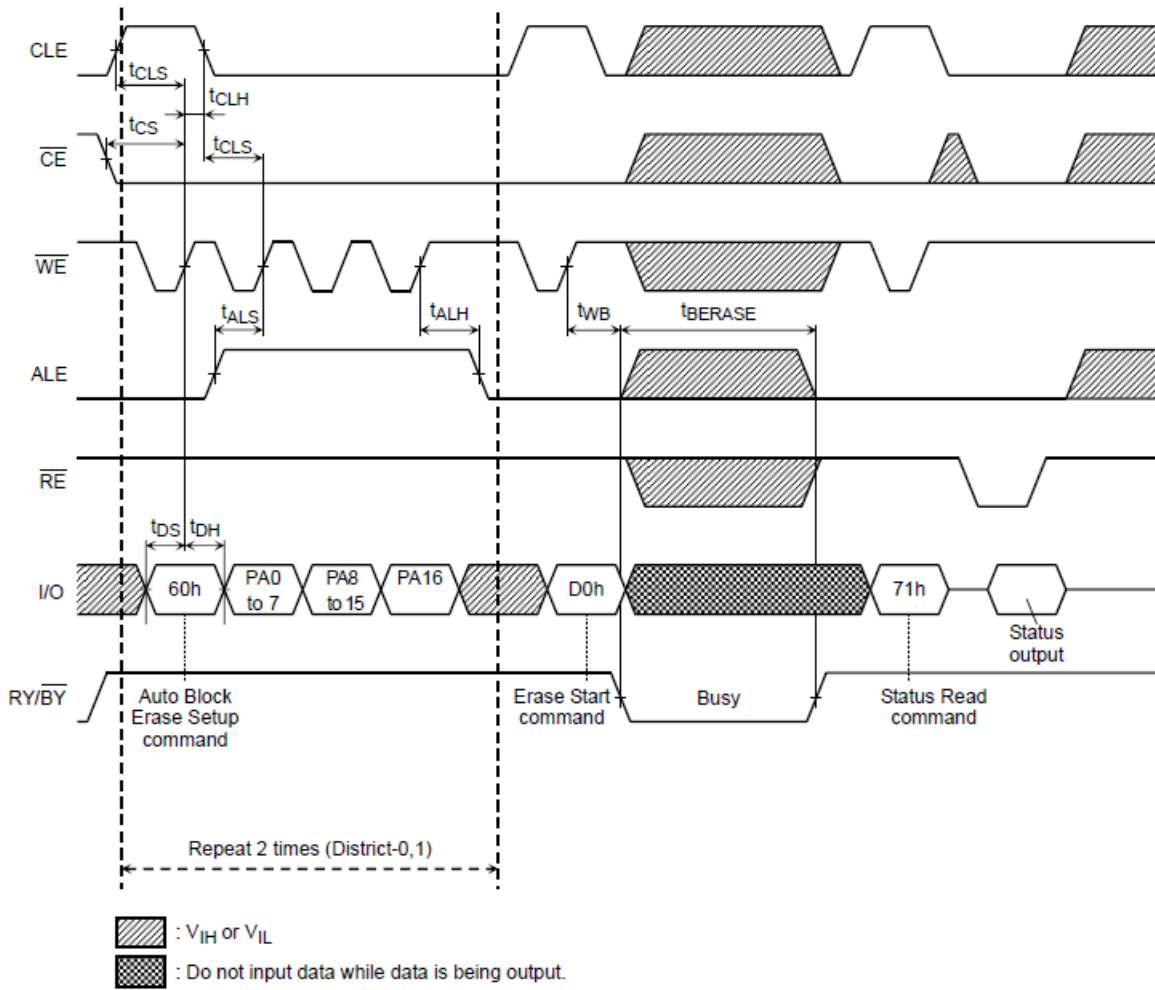 CLE
tCLS
tCLH
tCS
tCLS
CE
WE
tALS
tALH
tWB
tBERASE
ALE
RE
tDS
tDH
I/O
60h
PA0
to 7
PA8
to 15
PA16
D0h
71h
Status
output
RY/BY
Auto Block
Erase Setup
command
Erase Start
command
Busy
Status Read
command
Repeat 2 times (District-0,1)
: VIH or VIL
: Do not input data while data is being output.